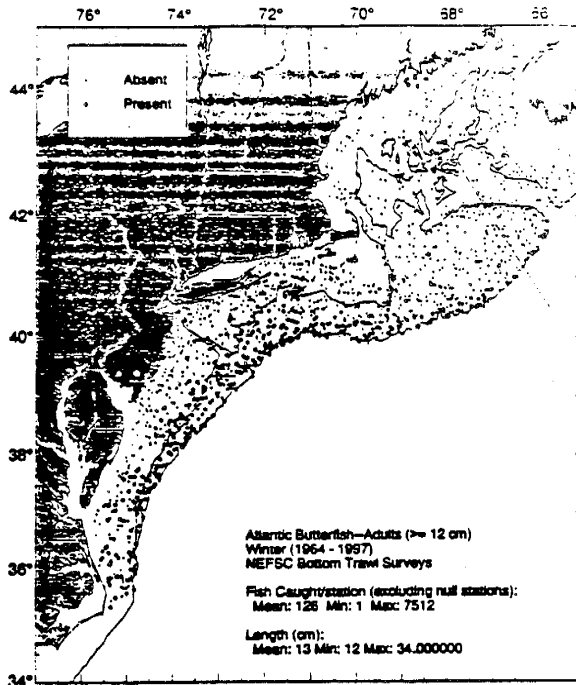 76° 74° 72° 70° 68° 66
Absent
Present
44°
42°
40°
38°
36°
34°
Atlantic Butterfish–Adults (>= 12 cm)
Winter (1964 - 1997)
NEFSC Bottom Trawl Surveys
Fish Caught/station (excluding null stations):
Mean: 126 Min: 1 Max: 7512
Length (cm):
Mean: 13 Min: 12 Max: 34.000000